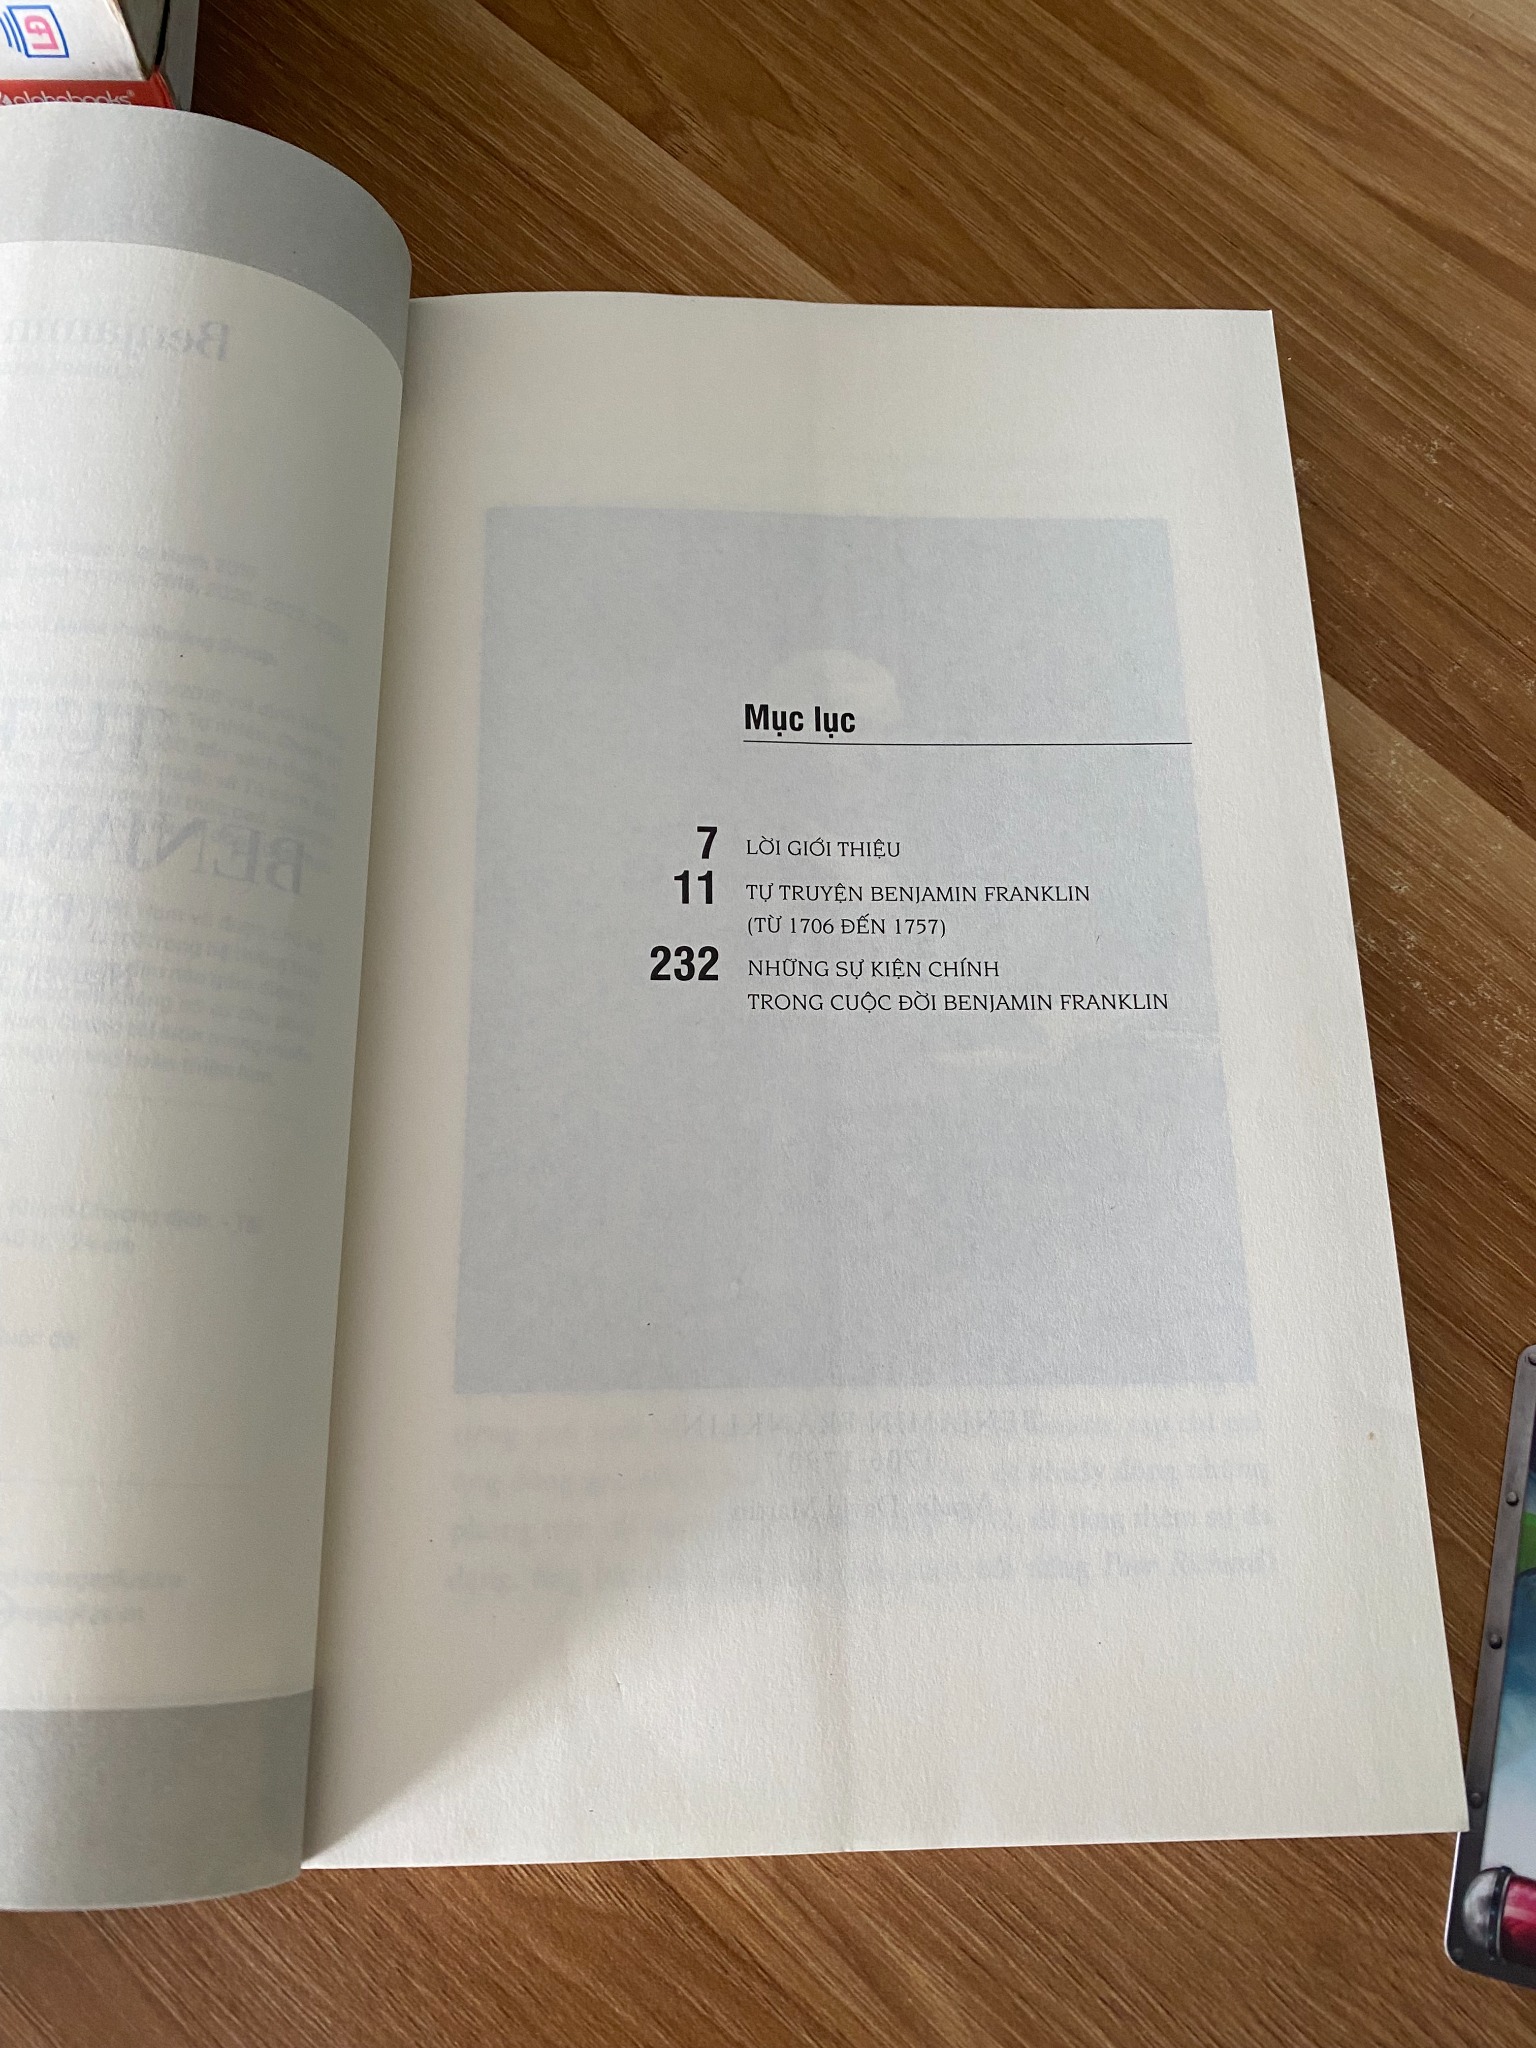 alphabooks®
Mục lục
7 LỜI GIỚI THIỆU
11 TỰ TRUYỆN BENJAMIN FRANKLIN
(TỪ 1706 ĐẾN 1757)
232 NHỮNG SỰ KIỆN CHÍNH
TRONG CUỘC ĐỜI BENJAMIN FRANKLIN